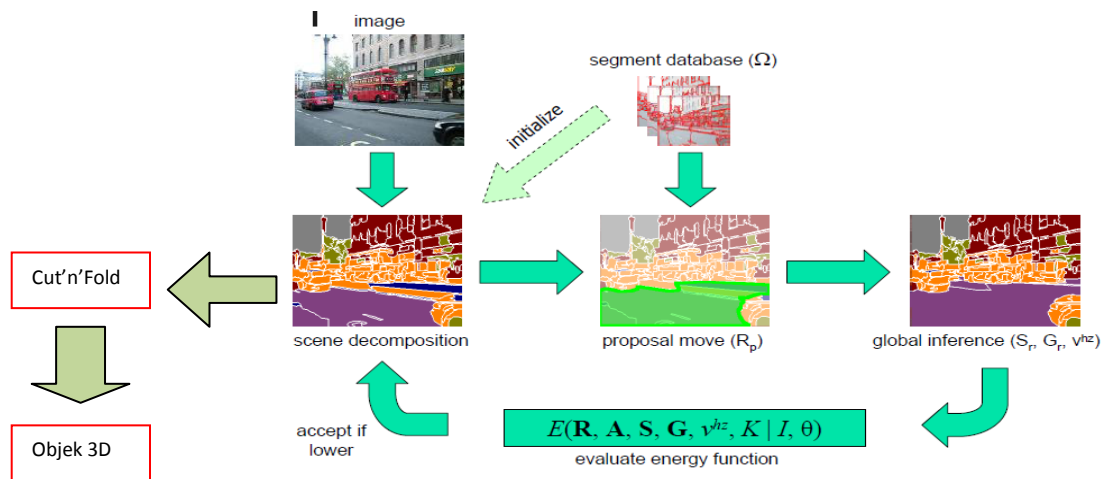 I image
segment database (Ω)
initialize
Cut’n’Fold
scene decomposition
proposal move (Rₚ)
global inference (Sᵣ, Gᵣ, vʰᶻ)
accept if
lower
E(R, A, S, G, vʰᶻ, K | I, θ)
evaluate energy function
Objek 3D